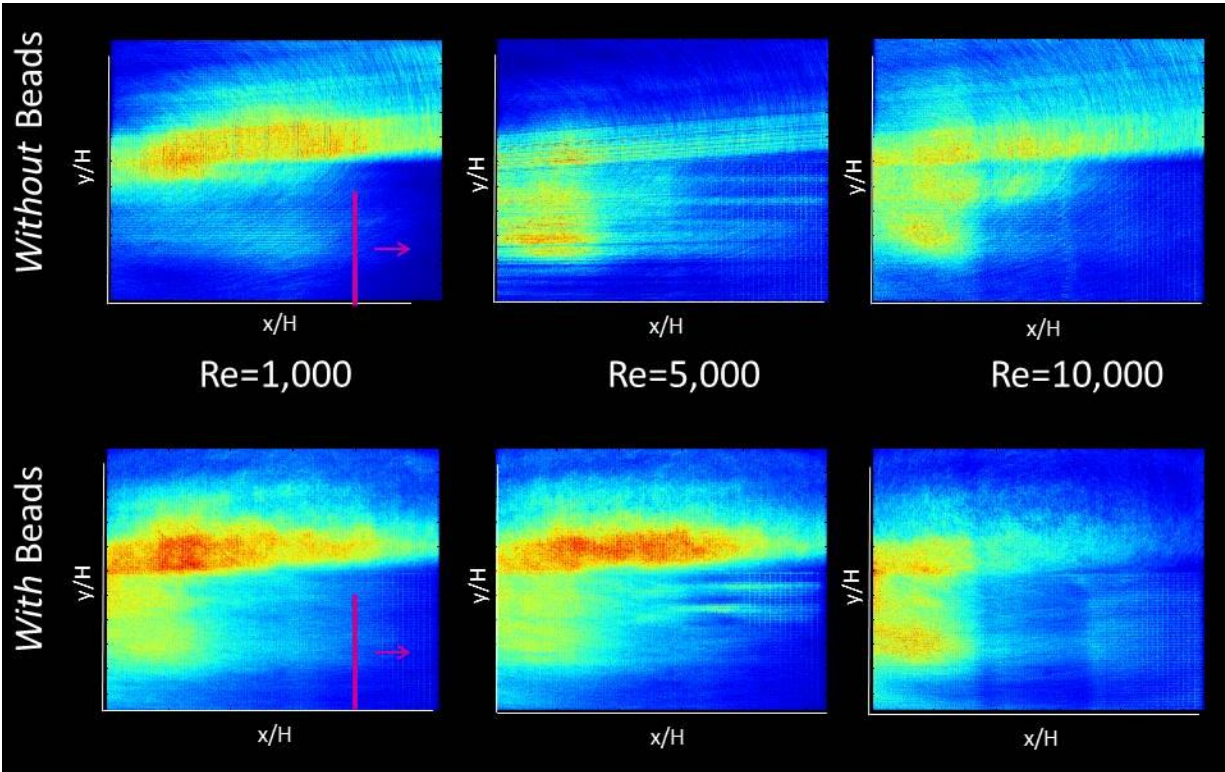 Without Beads
y/H
x/H
y/H
x/H
y/H
x/H
Re=1,000
Re=5,000
Re=10,000
With Beads
y/H
x/H
y/H
x/H
y/H
x/H